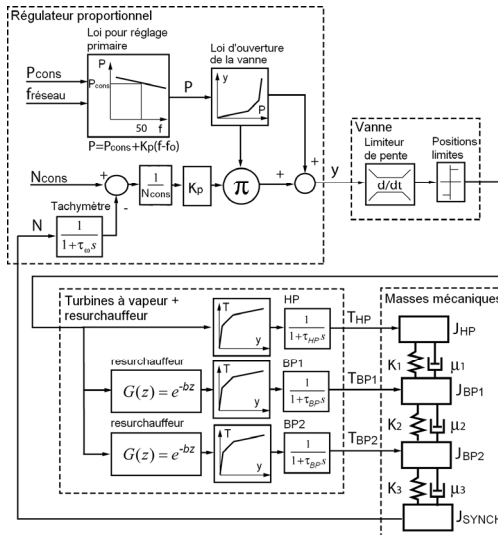 Régulateur proportionnel
Loi pour réglage
primaire
Loi d'ouverture
de la vanne
Pcons
fréseau
P
Pcons
50
f
P=Pcons+Kp(f-fo)
P
y
P
Vanne
Limiteur
de pente
Positions
limites
d/dt
y
Ncons
+
-
1
Ncons
Kp
π
+
+
N
Tachymètre
1
1+τωs
Turbines à vapeur +
resurchauffeur
T
y
HP
1
1+τHPs
THP
resurchauffeur
G(z) = e^-bz
T
y
BP1
1
1+τBPs
TBP1
resurchauffeur
G(z) = e^-bz
T
y
BP2
1
1+τBPs
TBP2
Masses mécaniques
JHP
K1
μ1
JBP1
K2
μ2
JBP2
K3
μ3
JSYNCH